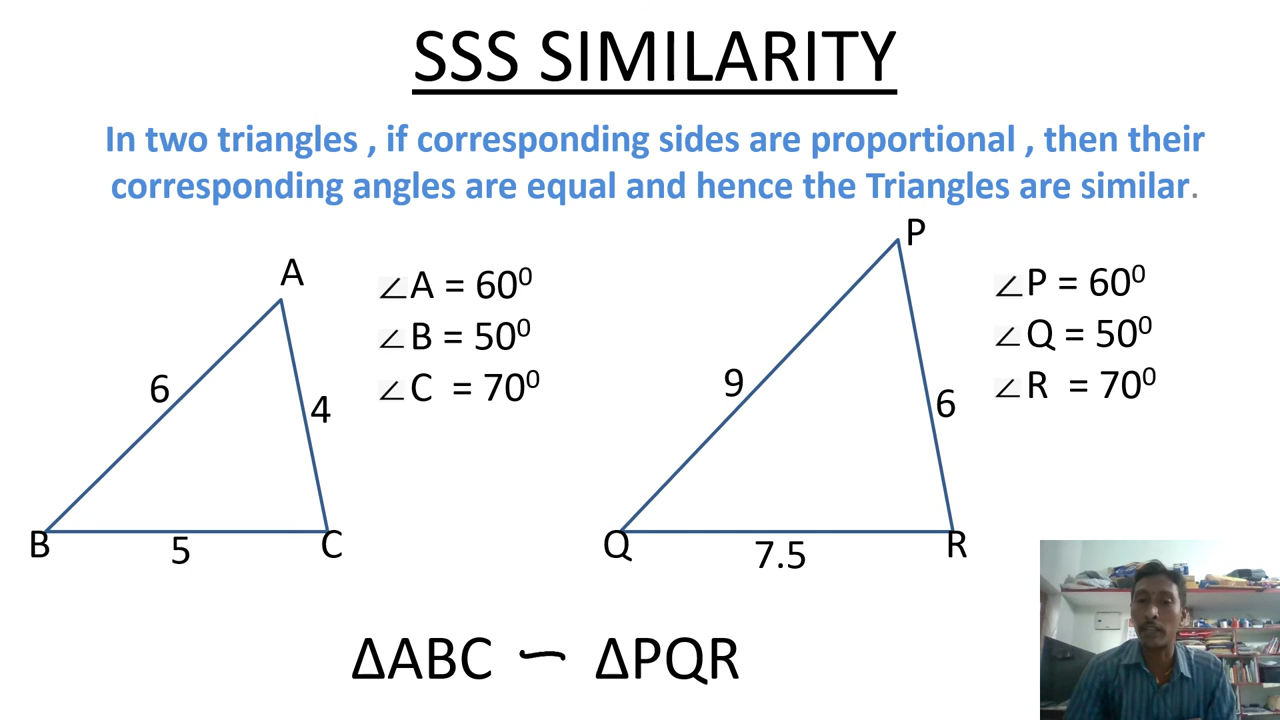 SSS SIMILARITY
In two triangles , if corresponding sides are proportional , then their
corresponding angles are equal and hence the Triangles are similar.
A
∠A = 60⁰
∠B = 50⁰
∠C = 70⁰
6
4
B
5
C
P
∠P = 60⁰
∠Q = 50⁰
∠R = 70⁰
9
6
Q
7.5
R
ΔABC ∽ ΔPQR